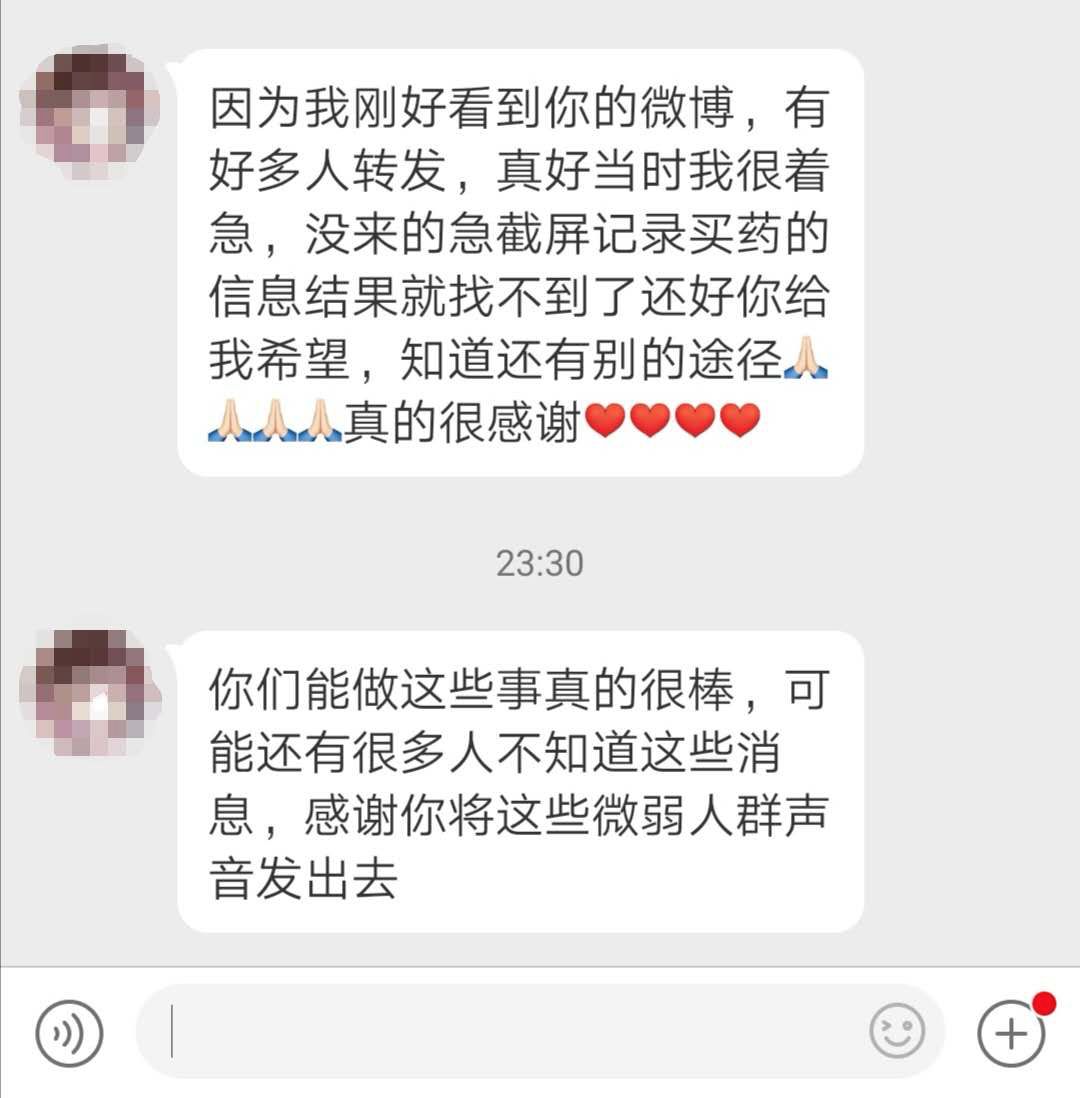 因为我刚好看到你的微博，有
好多人转发，真好当时我很着
急，没来的急截屏记录买药的
信息结果就找不到了还好你给
我希望，知道还有别的途径🙏🏻
🙏🏻🙏🏻🙏🏻真的很感谢❤️❤️❤️❤️
23:30
你们能做这些事真的很棒，可
能还有很多人不知道这些消
息，感谢你将这些微弱人群声
音发出去